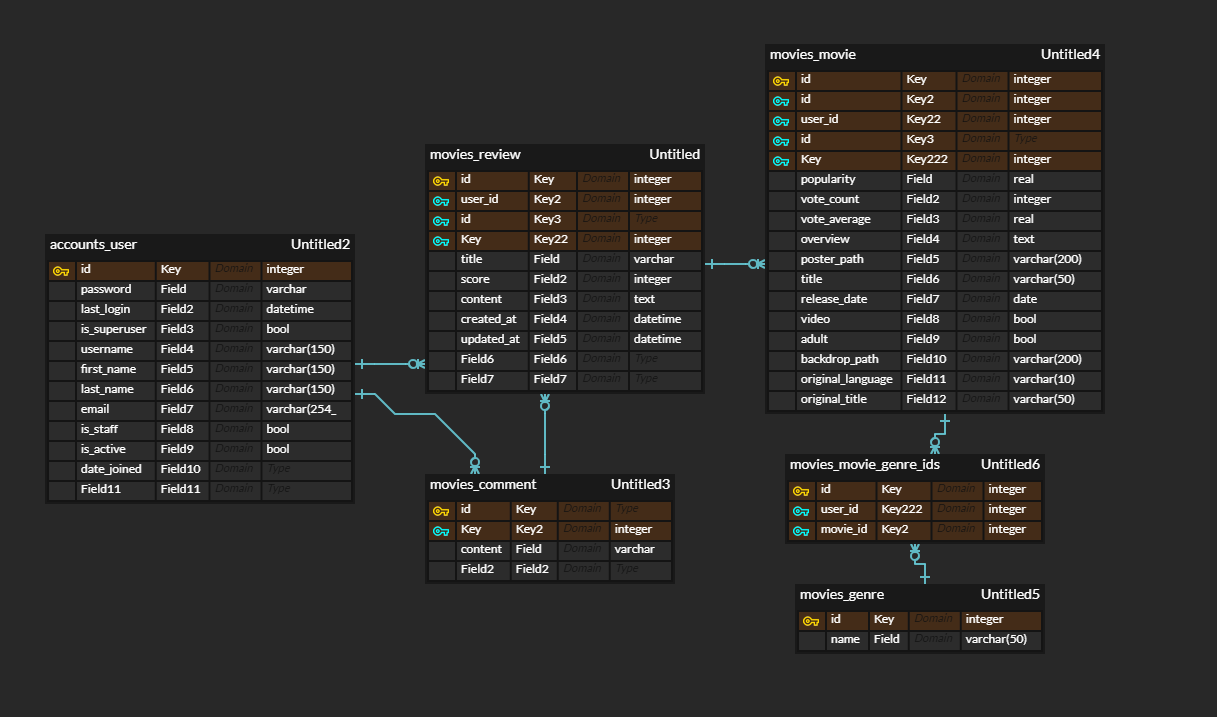 movies_movie Untitled4
id Key Domain integer
id Key2 Domain integer
user_id Key22 Domain integer
id Key3 Domain Type
Key Key222 Domain integer
popularity Field Domain real
vote_count Field2 Domain integer
vote_average Field3 Domain real
overview Field4 Domain text
poster_path Field5 Domain varchar(200)
title Field6 Domain varchar(50)
release_date Field7 Domain date
video Field8 Domain bool
adult Field9 Domain bool
backdrop_path Field10 Domain varchar(200)
original_language Field11 Domain varchar(10)
original_title Field12 Domain varchar(50)
movies_review Untitled
id Key Domain integer
user_id Key2 Domain integer
id Key3 Domain Type
Key Key22 Domain integer
title Field Domain varchar
score Field2 Domain integer
content Field3 Domain text
created_at Field4 Domain datetime
updated_at Field5 Domain datetime
Field6 Field6 Domain Type
Field7 Field7 Domain Type
accounts_user Untitled2
id Key Domain integer
password Field Domain varchar
last_login Field2 Domain datetime
is_superuser Field3 Domain bool
username Field4 Domain varchar(150)
first_name Field5 Domain varchar(150)
last_name Field6 Domain varchar(150)
email Field7 Domain varchar(254_
is_staff Field8 Domain bool
is_active Field9 Domain bool
date_joined Field10 Domain Type
Field11 Field11 Domain Type
movies_comment Untitled3
id Key Domain Type
Key Key2 Domain integer
content Field Domain varchar
Field2 Field2 Domain Type
movies_movie_genre_ids Untitled6
id Key Domain integer
user_id Key222 Domain integer
movie_id Key2 Domain integer
movies_genre Untitled5
id Key Domain integer
name Field Domain varchar(50)